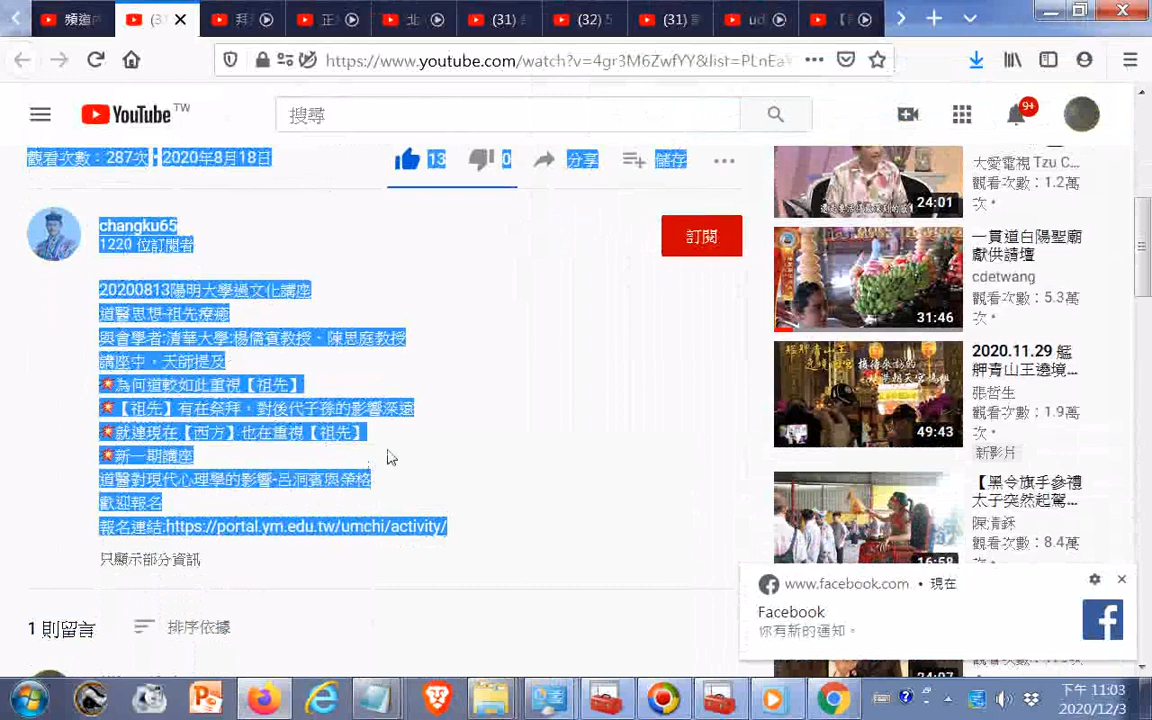 頻道
(3
拜
正
北
(31)
(32) 5
(31)
ud
https://www.youtube.com/watch?v=4gr3M6ZwfYY&list=PLnEa
YouTube TW
搜尋
9+
觀看次數：287次 • 2020年8月18日
13
0
分享
儲存
changku65
1220 位訂閱者
訂閱
20200813陽明大學過文化講座
道醫思想-祖先療癒
與會學者:清華大學:楊儒賓教授、陳思庭教授
講座中，天師提及
為何道較如此重視【祖先】
【祖先】有在祭拜，對後代子孫的影響深遠
就連現在【西方】也在重視【祖先】
新一期講座
道醫對現代心理學的影響-呂洞賓與榮格
歡迎報名
報名連結:https://portal.ym.edu.tw/umchi/activity/
只顯示部分資訊
1 則留言
排序依據
24:01
大愛電視 Tzu C...
觀看次數：1.2萬次 •
31:46
一貫道白陽聖廟獻供請壇
cdetwang
觀看次數：5.3萬次 •
49:43
2020.11.29 艋舺青山王遶境...
張哲生
觀看次數：1.9萬次 •
新影片
16:58
【黑令旗手參禮太子突然起駕...
觀看次數：8.4萬
www.facebook.com • 現在
Facebook
你有新的通知。
下午 11:03
2020/12/3